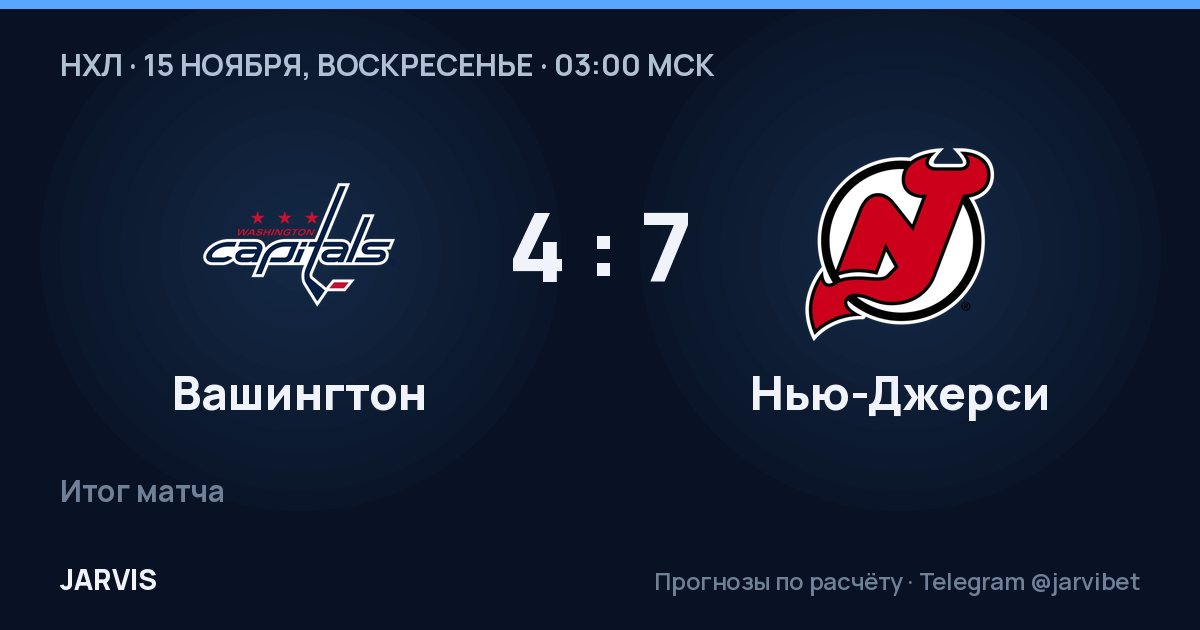 НХЛ · 15 НОЯБРЯ, ВОСКРЕСЕНЬЕ · 03:00 МСК
WASHINGTON
capitals
4 : 7
NJ
®
Вашингтон
Нью-Джерси
Итог матча
JARVIS
Прогнозы по расчёту · Telegram @jarvibet